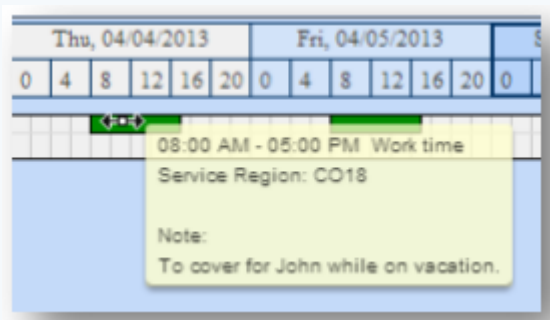 Thu, 04/04/2013 Fri, 04/05/2013 S
0 4 8 12 16 20 0 4 8 12 16 20 0
08:00 AM - 05:00 PM Work time
Service Region: CO18
Note:
To cover for John while on vacation.